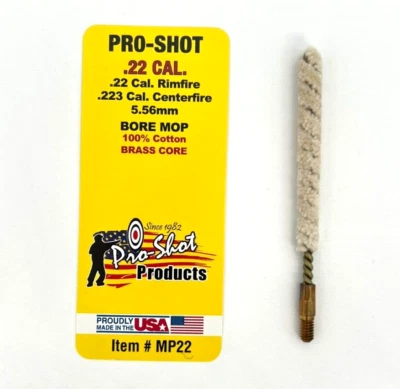 PRO-SHOT
.22 CAL.
.22 Cal. Rimfire
.223 Cal. Centerfire
5.56mm
BORE MOP
100% Cotton
BRASS CORE
Since 1982
Pro-Shot
Products
PROUDLY
MADE IN THE USA
Item # MP22